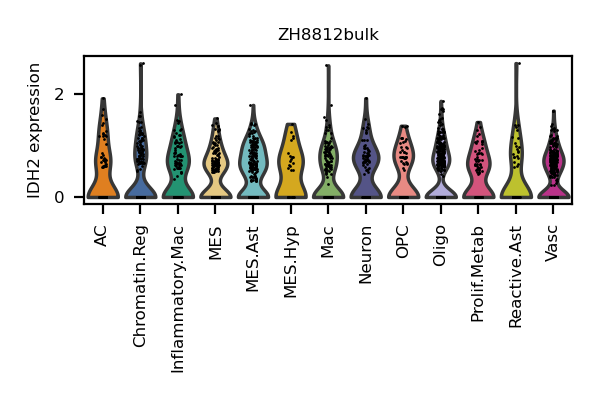 ZH8812bulk
IDH2 expression
2
0
AC
Chromatin.Reg
Inflammatory.Mac
MES
MES.Ast
MES.Hyp
Mac
Neuron
OPC
Oligo
Prolif.Metab
Reactive.Ast
Vasc